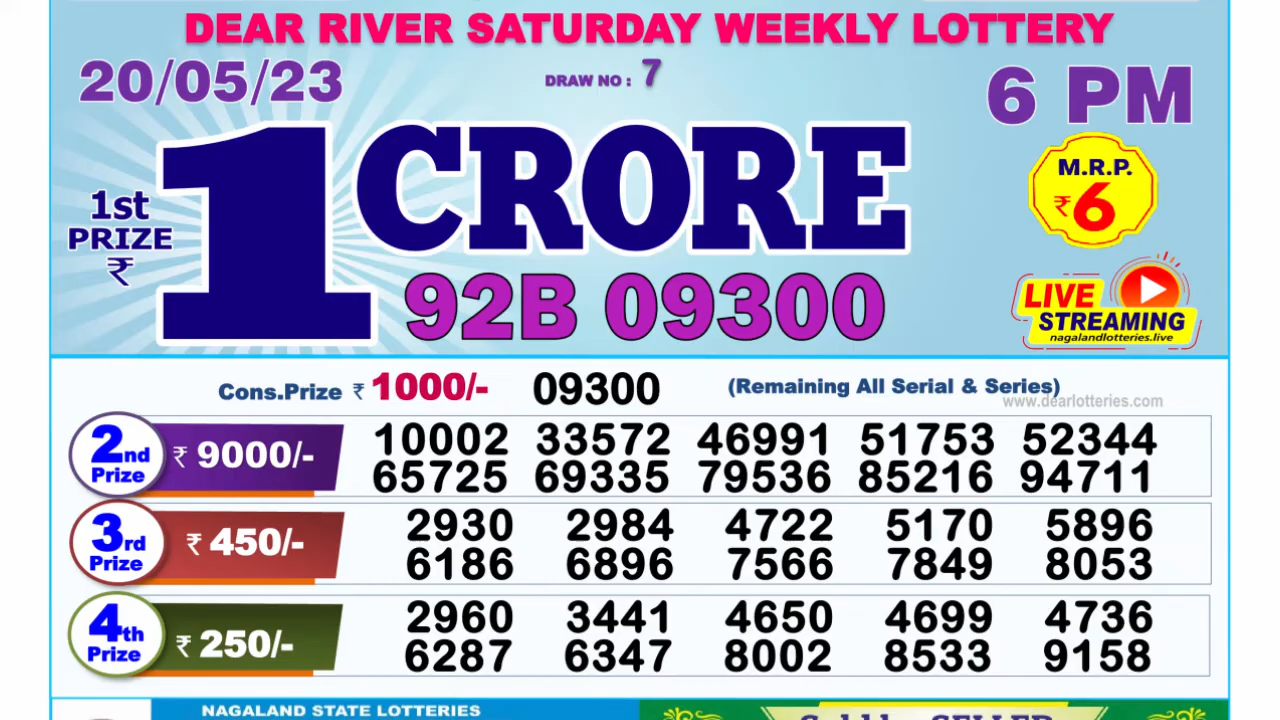 DEAR RIVER SATURDAY WEEKLY LOTTERY
20/05/23
DRAW NO : 7
6 PM
1st
PRIZE
₹
1 CRORE
92B 09300
M.R.P.
₹6
LIVE
STREAMING
nagalandlotteries.live
Cons.Prize ₹ 1000/- 09300 (Remaining All Serial & Series)
www.dearlotteries.com
2nd
Prize
₹ 9000/-
10002 33572 46991 51753 52344
65725 69335 79536 85216 94711
3rd
Prize
₹ 450/-
2930 2984 4722 5170 5896
6186 6896 7566 7849 8053
4th
Prize
₹ 250/-
2960 3441 4650 4699 4736
6287 6347 8002 8533 9158
NAGALAND STATE LOTTERIES
SELLER